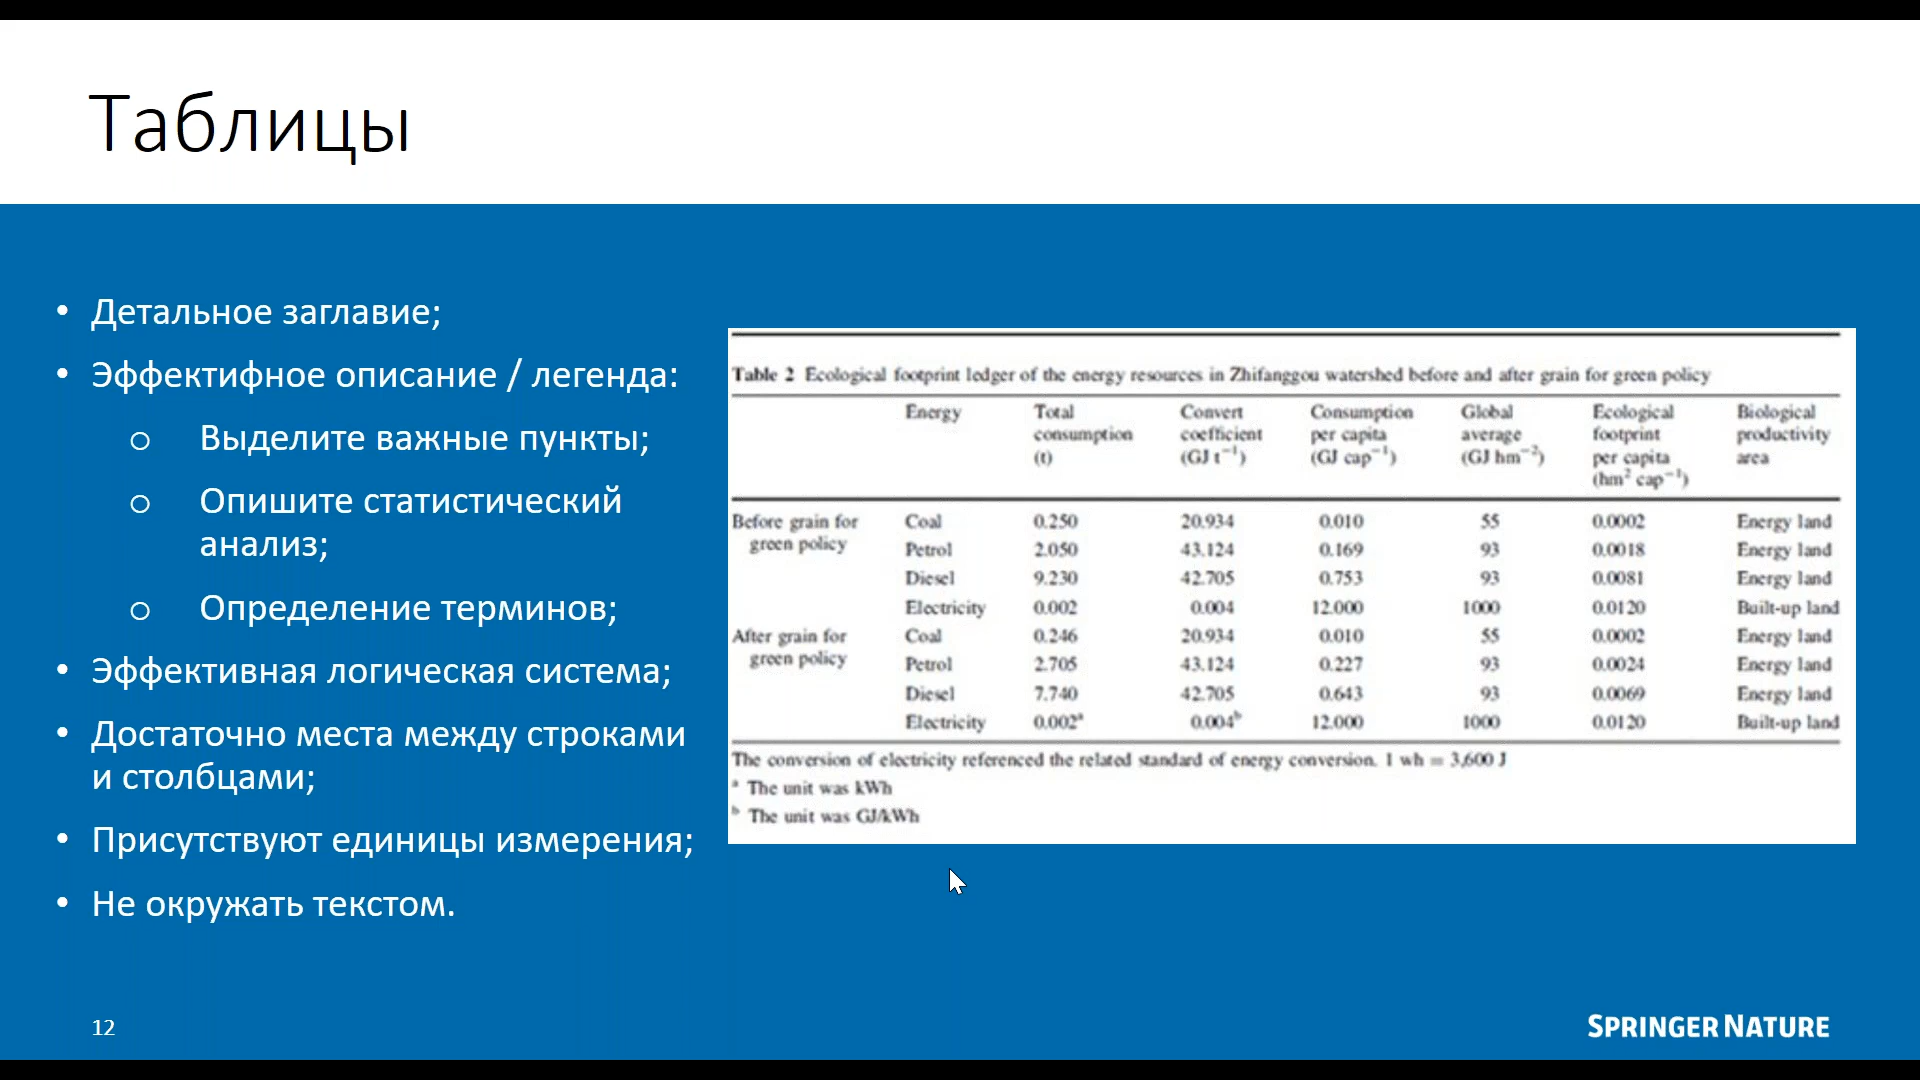 Таблицы
• Детальное заглавие;
• Эффектифное описание / легенда:
o Выделите важные пункты;
o Опишите статистический
анализ;
o Определение терминов;
• Эффективная логическая система;
• Достаточно места между строками
и столбцами;
• Присутствуют единицы измерения;
• Не окружать текстом.
Table 2 Ecological footprint ledger of the energy resources in Zhifanggou watershed before and after grain for green policy
Energy Total Convert Consumption Global Ecological Biological
consumption coefficient per capita average footprint productivity
(t) (GJ t⁻¹) (GJ cap⁻¹) (GJ hm⁻²) per capita area
(hm² cap⁻¹)
Before grain for Coal 0.250 20.934 0.010 55 0.0002 Energy land
green policy Petrol 2.050 43.124 0.169 93 0.0018 Energy land
Diesel 9.230 42.705 0.753 93 0.0081 Energy land
Electricity 0.002 0.004 12.000 1000 0.0120 Built-up land
After grain for Coal 0.246 20.934 0.010 55 0.0002 Energy land
green policy Petrol 2.705 43.124 0.227 93 0.0024 Energy land
Diesel 7.740 42.705 0.643 93 0.0069 Energy land
Electricity 0.002ᵃ 0.004ᵇ 12.000 1000 0.0120 Built-up land
The conversion of electricity referenced the related standard of energy conversion. 1 wh = 3,600 J
ᵃ The unit was kWh
ᵇ The unit was GJ/kWh
12
SPRINGER NATURE